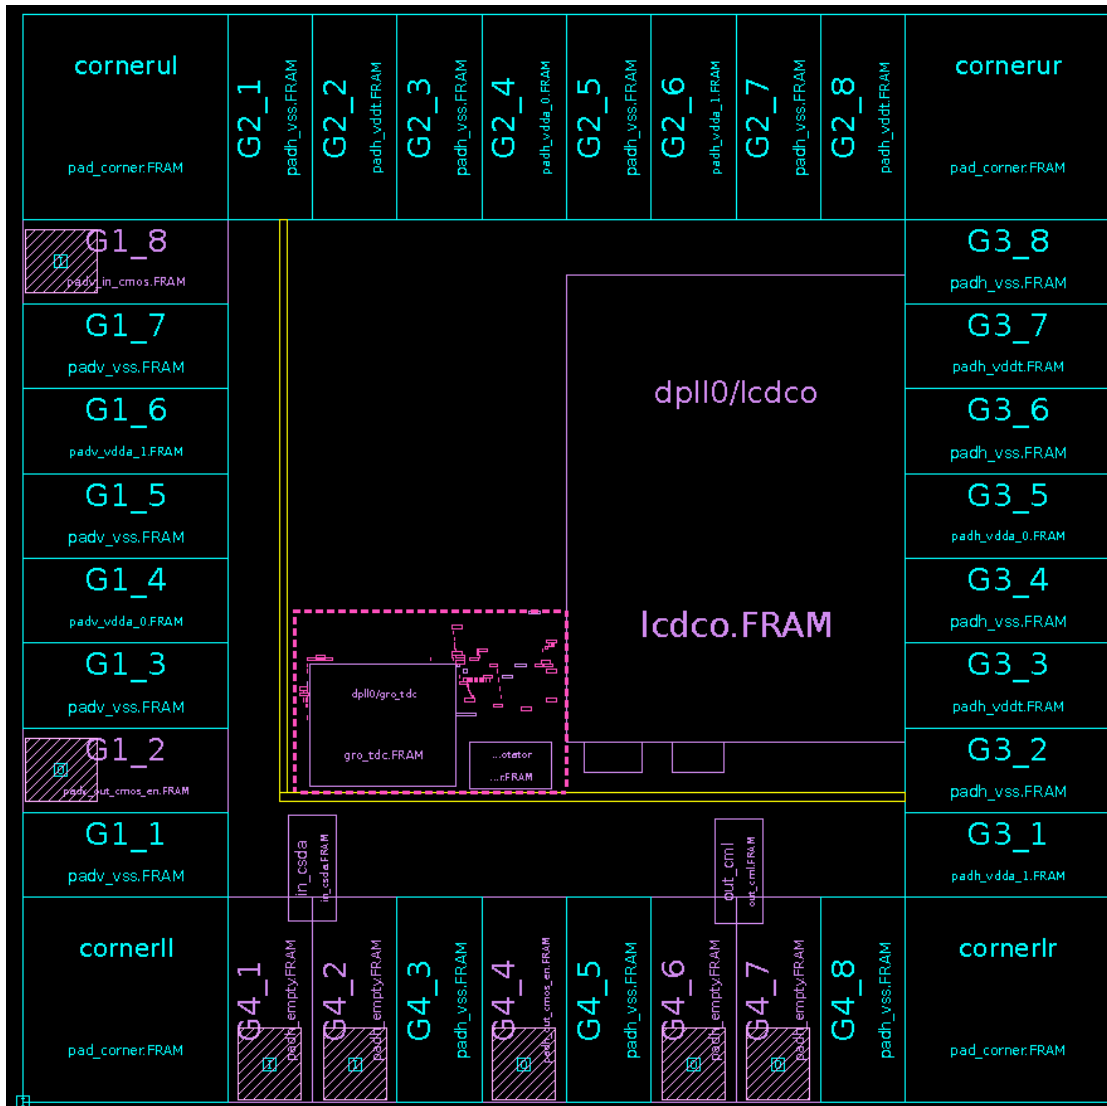 cornerul
pad_corner.FRAM
G2_1
padh_vss.FRAM
G2_2
padh_vddt.FRAM
G2_3
padh_vss.FRAM
G2_4
padh_vdda_0.FRAM
G2_5
padh_vss.FRAM
G2_6
padh_vdda_1.FRAM
G2_7
padh_vss.FRAM
G2_8
padh_vddt.FRAM
cornerur
pad_corner.FRAM
G1_8
I
padv_in_cmos.FRAM
G1_7
padv_vss.FRAM
G1_6
padv_vdda_1.FRAM
G1_5
padv_vss.FRAM
G1_4
padv_vdda_0.FRAM
G1_3
padv_vss.FRAM
G1_2
O
padv_out_cmos_en.FRAM
G1_1
padv_vss.FRAM
dpll0/lcdco
lcdco.FRAM
dpll0/gro_tdc
gro_tdc.FRAM
...otator
...r.FRAM
in_csda
in_csda.FRAM
out_cml
out_cml.FRAM
G3_8
padh_vss.FRAM
G3_7
padh_vddt.FRAM
G3_6
padh_vss.FRAM
G3_5
padh_vdda_0.FRAM
G3_4
padh_vss.FRAM
G3_3
padh_vddt.FRAM
G3_2
padh_vss.FRAM
G3_1
padh_vdda_1.FRAM
cornerll
pad_corner.FRAM
G4_1
padh_empty.FRAM
I
G4_2
padh_empty.FRAM
I
G4_3
padh_vss.FRAM
G4_4
padh_out_cmos_en.FRAM
O
G4_5
padh_vss.FRAM
G4_6
padh_empty.FRAM
O
G4_7
padh_empty.FRAM
O
G4_8
padh_vss.FRAM
cornerlr
pad_corner.FRAM